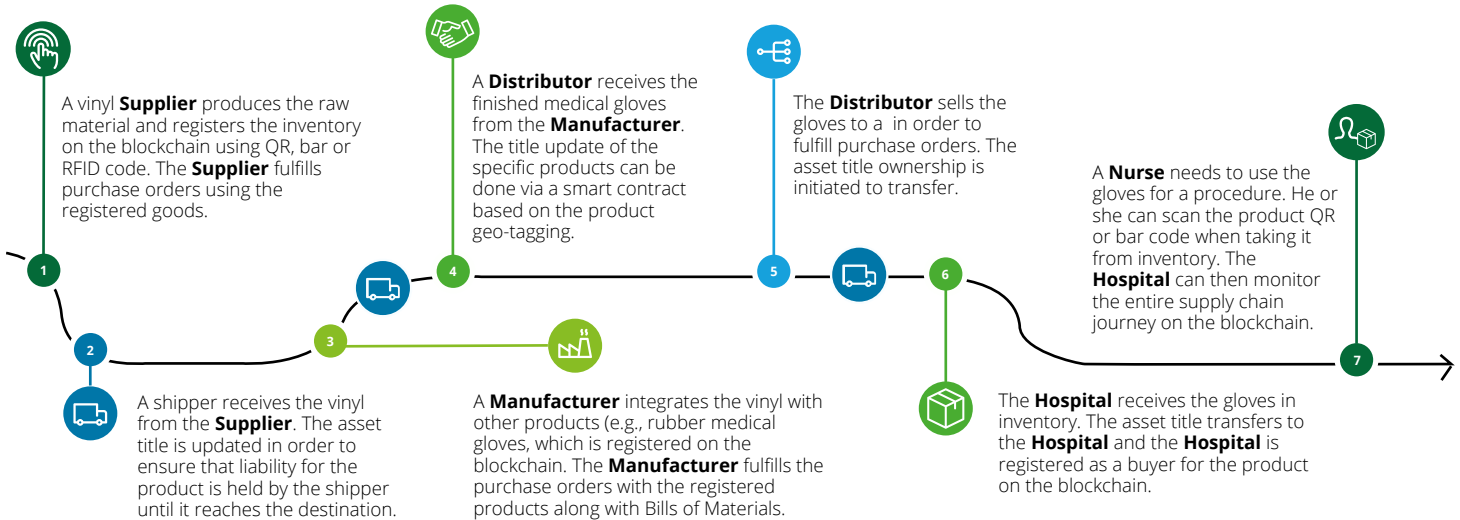 1
A vinyl Supplier produces the raw
material and registers the inventory
on the blockchain using QR, bar or
RFID code. The Supplier fulfills
purchase orders using the
registered goods.
2
A shipper receives the vinyl
from the Supplier. The asset
title is updated in order to
ensure that liability for the
product is held by the shipper
until it reaches the destination.
3
A Manufacturer integrates the vinyl with
other products (e.g., rubber medical
gloves, which is registered on the
blockchain. The Manufacturer fulfills the
purchase orders with the registered
products along with Bills of Materials.
4
A Distributor receives the
finished medical gloves
from the Manufacturer.
The title update of the
specific products can be
done via a smart contract
based on the product
geo-tagging.
5
The Distributor sells the
gloves to a  in order to
fulfill purchase orders. The
asset title ownership is
initiated to transfer.
6
The Hospital receives the gloves in
inventory. The asset title transfers to
the Hospital and the Hospital is
registered as a buyer for the product
on the blockchain.
7
A Nurse needs to use the
gloves for a procedure. He or
she can scan the product QR
or bar code when taking it
from inventory. The
Hospital can then monitor
the entire supply chain
journey on the blockchain.